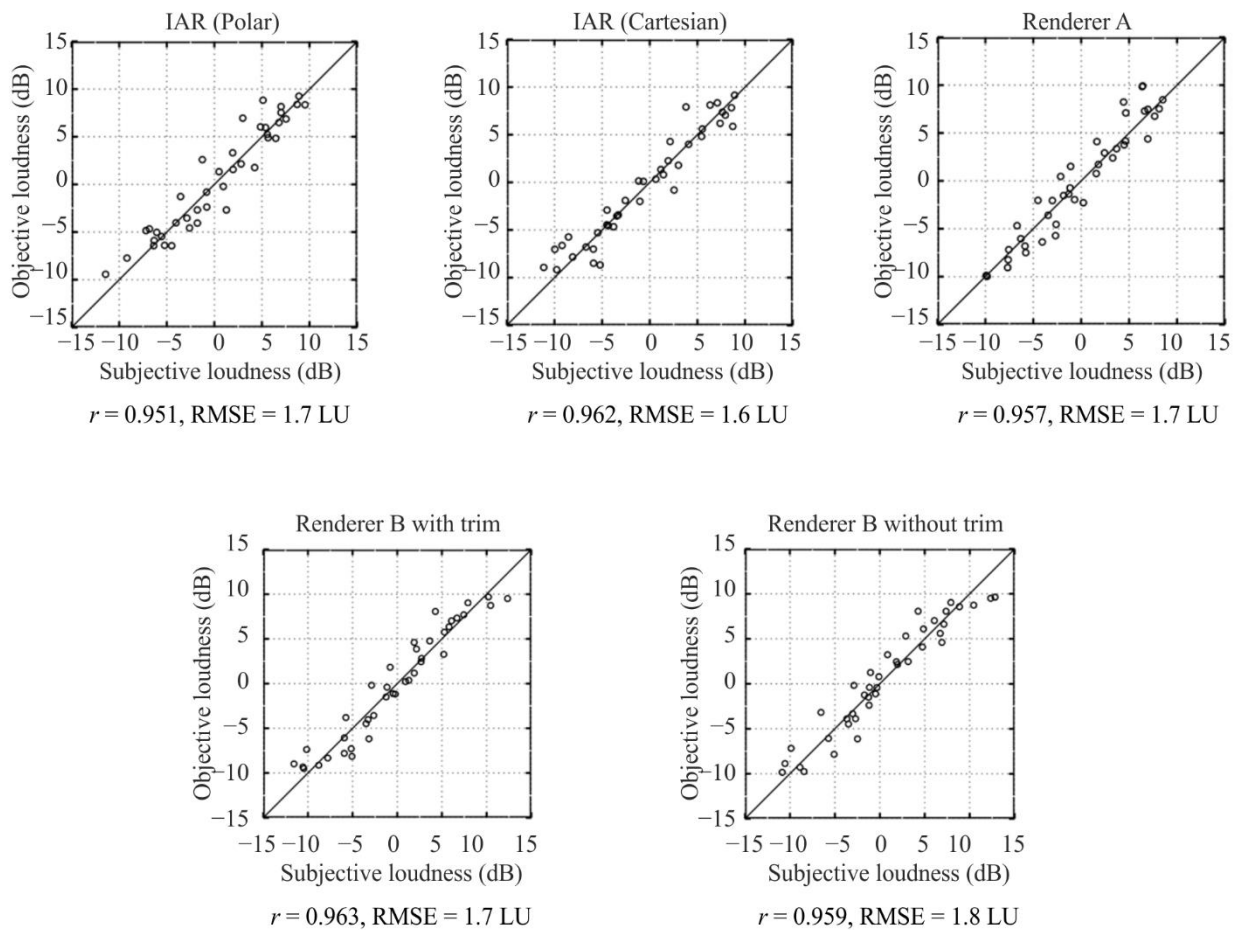 IAR (Polar)
IAR (Cartesian)
Renderer A
Objective loudness (dB)
15
10
5
0
−5
−10
−15
−15 −10 −5 0 5 10 15
Subjective loudness (dB)
r = 0.951, RMSE = 1.7 LU
Objective loudness (dB)
15
10
5
0
−5
−10
−15
−15 −10 −5 0 5 10 15
Subjective loudness (dB)
r = 0.962, RMSE = 1.6 LU
Objective loudness (dB)
15
10
5
0
−5
−10
−15
−15 −10 −5 0 5 10 15
Subjective loudness (dB)
r = 0.957, RMSE = 1.7 LU
Renderer B with trim
Objective loudness (dB)
15
10
5
0
−5
−10
−15
−15 −10 −5 0 5 10 15
Subjective loudness (dB)
r = 0.963, RMSE = 1.7 LU
Renderer B without trim
Objective loudness (dB)
15
10
5
0
−5
−10
−15
−15 −10 −5 0 5 10 15
Subjective loudness (dB)
r = 0.959, RMSE = 1.8 LU